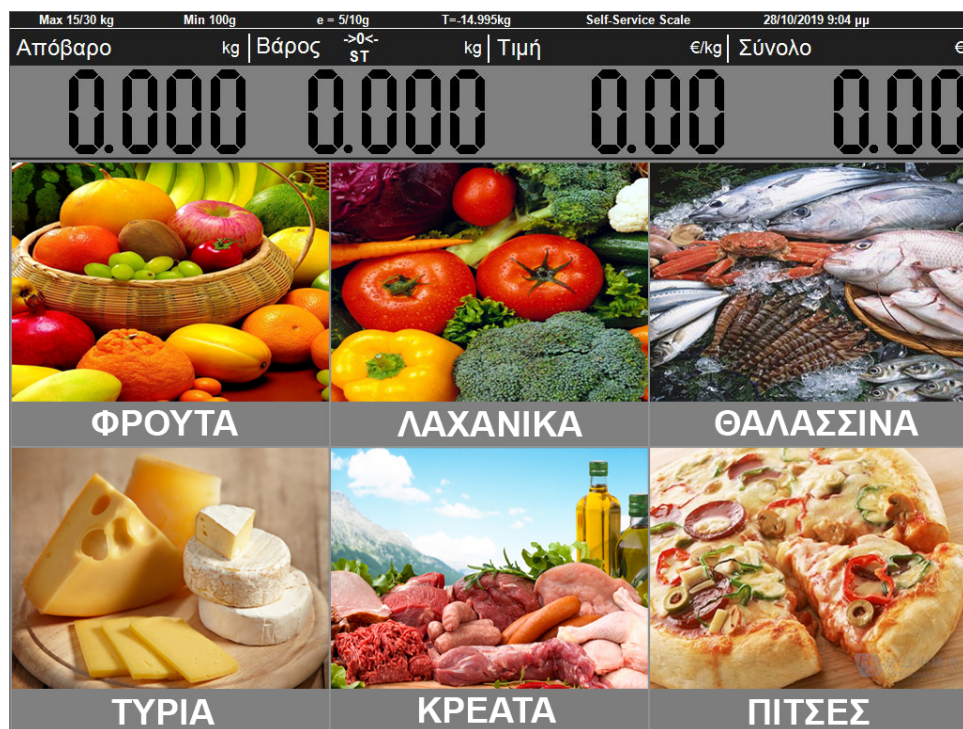 Max 15/30 kg Min 100g e = 5/10g T=-14.995kg Self-Service Scale 28/10/2019 9:04 μμ
Απόβαρο kg Βάρος ->0<- ST kg Τιμή €/kg Σύνολο €
0.000 0.000 0.00 0.00
ΦΡΟΥΤΑ ΛΑΧΑΝΙΚΑ ΘΑΛΑΣΣΙΝΑ
ΤΥΡΙΑ ΚΡΕΑΤΑ ΠΙΤΣΕΣ